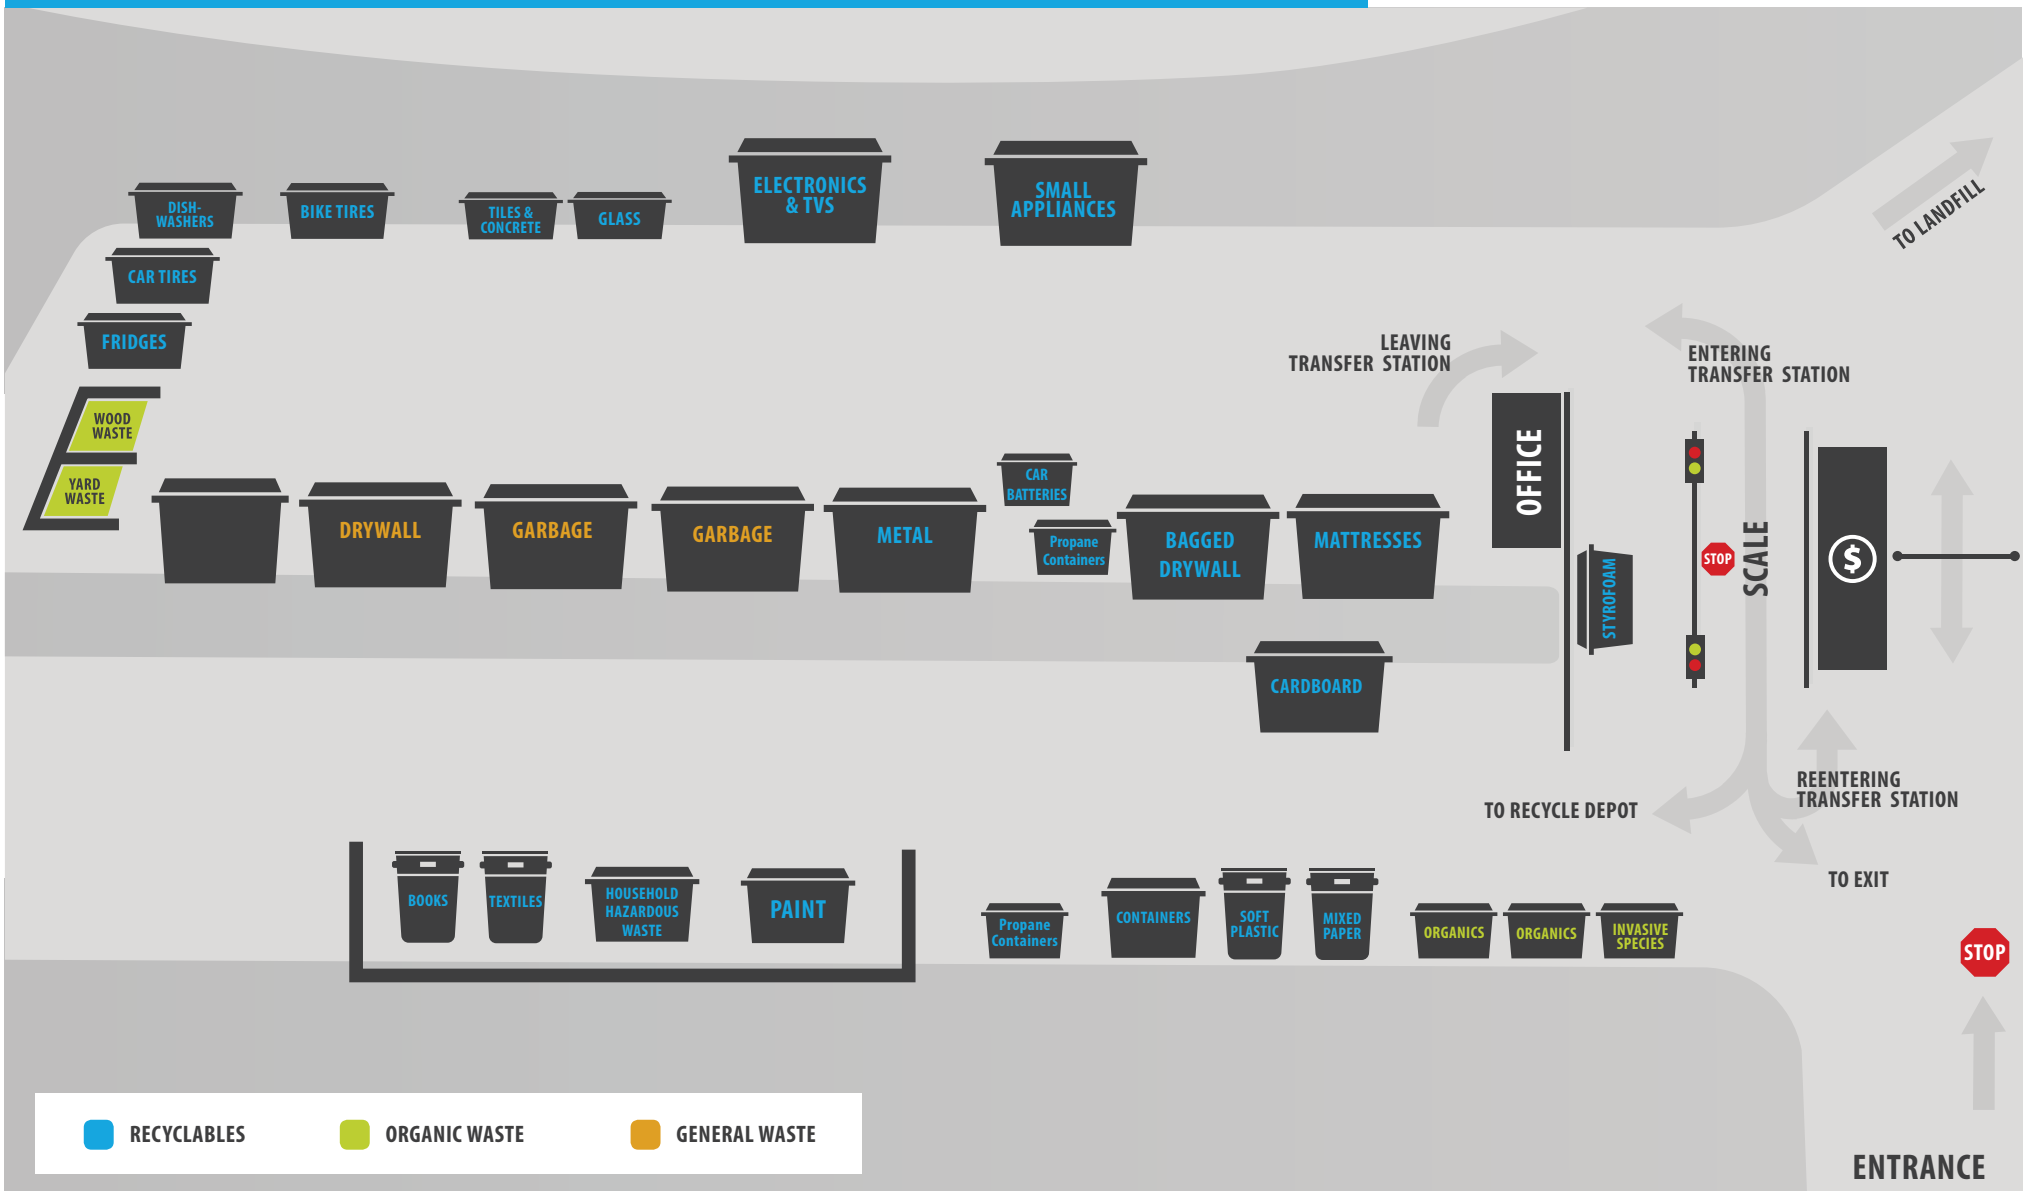 ELECTRONICS
& TVS
SMALL
APPLIANCES
DISH-
WASHERS
BIKE TIRES
TILES &
CONCRETE
GLASS
TO LANDFILL
CAR TIRES
FRIDGES
LEAVING
TRANSFER STATION
ENTERING
TRANSFER STATION
WOOD
WASTE
YARD
WASTE
DRYWALL
GARBAGE
GARBAGE
METAL
CAR
BATTERIES
Propane
Containers
BAGGED
DRYWALL
MATTRESSES
OFFICE
STYROFOAM
STOP
SCALE
$
CARDBOARD
REENTERING
TRANSFER STATION
TO RECYCLE DEPOT
TO EXIT
BOOKS
TEXTILES
HOUSEHOLD
HAZARDOUS
WASTE
PAINT
Propane
Containers
CONTAINERS
SOFT
PLASTIC
MIXED
PAPER
ORGANICS
ORGANICS
INVASIVE
SPECIES
STOP
RECYCLABLES
ORGANIC WASTE
GENERAL WASTE
ENTRANCE